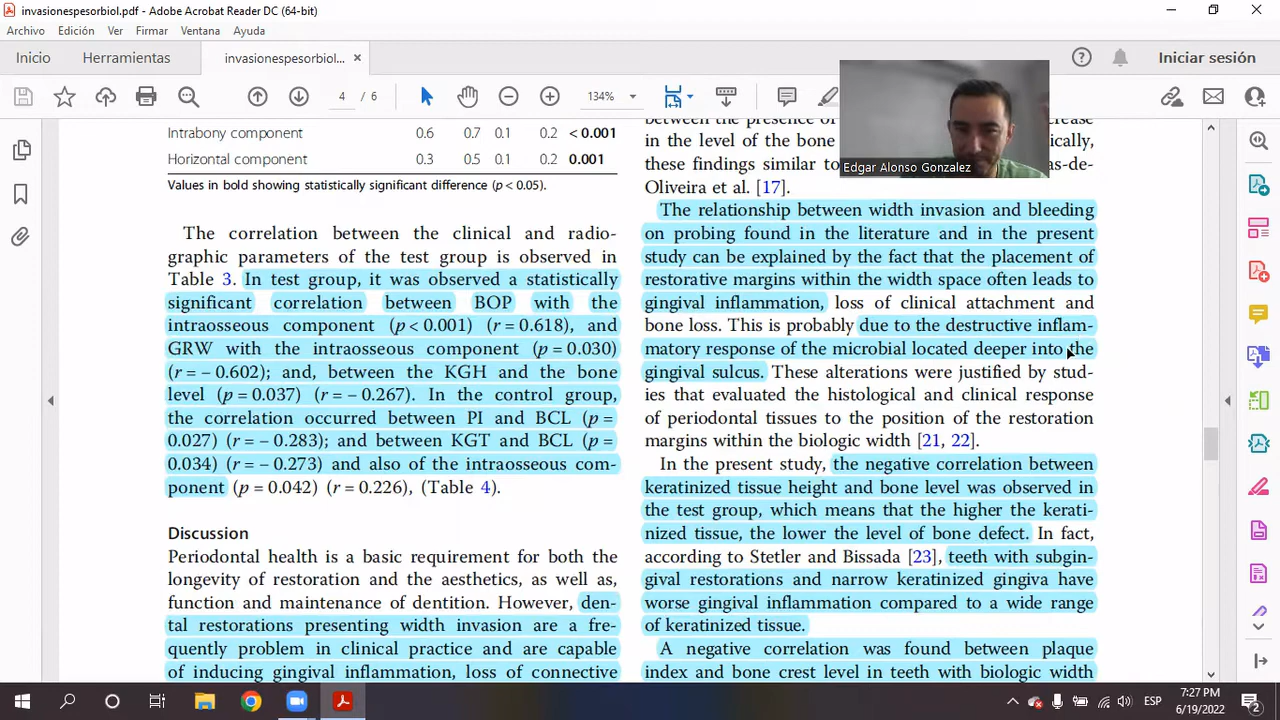 invasionespesorbiol.pdf - Adobe Acrobat Reader DC (64-bit)
Archivo Edición Ver Firmar Ventana Ayuda
Inicio Herramientas invasionespesorbiol... × Iniciar sesión
4 / 6 134%
Edgar Alonso Gonzalez
Intrabony component 0.6 0.7 0.1 0.2 < 0.001
Horizontal component 0.3 0.5 0.1 0.2 0.001
Values in bold showing statistically significant difference (p < 0.05).
The correlation between the clinical and radio-
graphic parameters of the test group is observed in
Table 3. In test group, it was observed a statistically
significant correlation between BOP with the
intraosseous component (p < 0.001) (r = 0.618), and
GRW with the intraosseous component (p = 0.030)
(r = − 0.602); and, between the KGH and the bone
level (p = 0.037) (r = − 0.267). In the control group,
the correlation occurred between PI and BCL (p =
0.027) (r = − 0.283); and between KGT and BCL (p =
0.034) (r = − 0.273) and also of the intraosseous com-
ponent (p = 0.042) (r = 0.226), (Table 4).
Discussion
Periodontal health is a basic requirement for both the
longevity of restoration and the aesthetics, as well as,
function and maintenance of dentition. However, den-
tal restorations presenting width invasion are a fre-
quently problem in clinical practice and are capable
of inducing gingival inflammation, loss of connective
between the presence of
in the level of the bone
these findings similar to
Oliveira et al. [17].
The relationship between width invasion and bleeding
on probing found in the literature and in the present
study can be explained by the fact that the placement of
restorative margins within the width space often leads to
gingival inflammation, loss of clinical attachment and
bone loss. This is probably due to the destructive inflam-
matory response of the microbial located deeper into the
gingival sulcus. These alterations were justified by stud-
ies that evaluated the histological and clinical response
of periodontal tissues to the position of the restoration
margins within the biologic width [21, 22].
In the present study, the negative correlation between
keratinized tissue height and bone level was observed in
the test group, which means that the higher the kerati-
nized tissue, the lower the level of bone defect. In fact,
according to Stetler and Bissada [23], teeth with subgin-
gival restorations and narrow keratinized gingiva have
worse gingival inflammation compared to a wide range
of keratinized tissue.
A negative correlation was found between plaque
index and bone crest level in teeth with biologic width
ESP 7:27 PM
6/19/2022 2